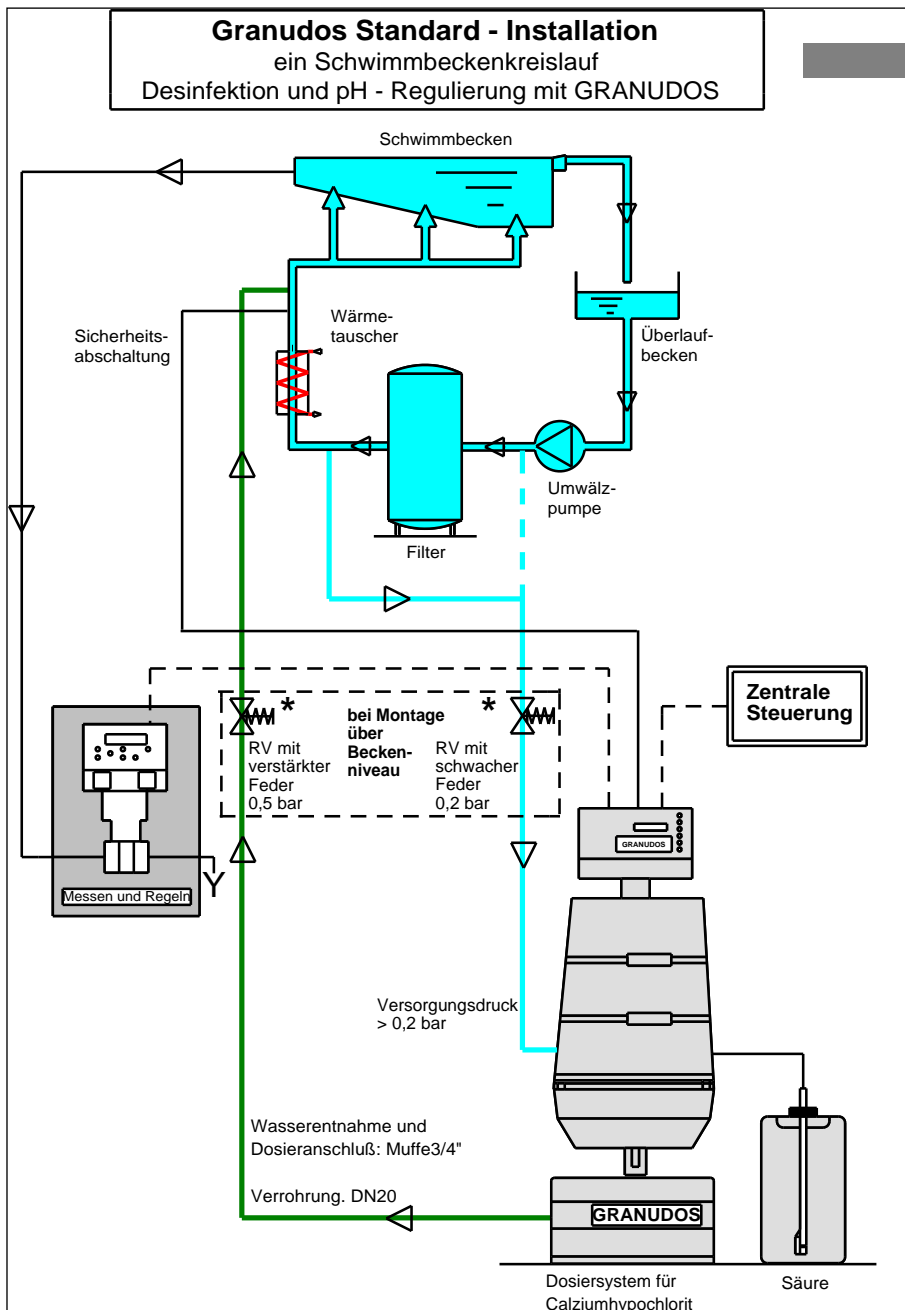 Granudos Standard - Installation
ein Schwimmbeckenkreislauf
Desinfektion und pH - Regulierung mit GRANUDOS
Schwimmbecken
Sicherheits-
abschaltung
Wärme-
tauscher
Überlauf-
becken
Umwälz-
pumpe
Filter
*
bei Montage
über
Becken-
niveau
*
RV mit
verstärkter
Feder
0,5 bar
RV mit
schwacher
Feder
0,2 bar
Zentrale
Steuerung
GRANUDOS
Y
Messen und Regeln
Versorgungsdruck
> 0,2 bar
Wasserentnahme und
Dosieranschluß: Muffe3/4"
Verrohrung. DN20
GRANUDOS
Dosiersystem für
Calziumhypochlorit
Säure